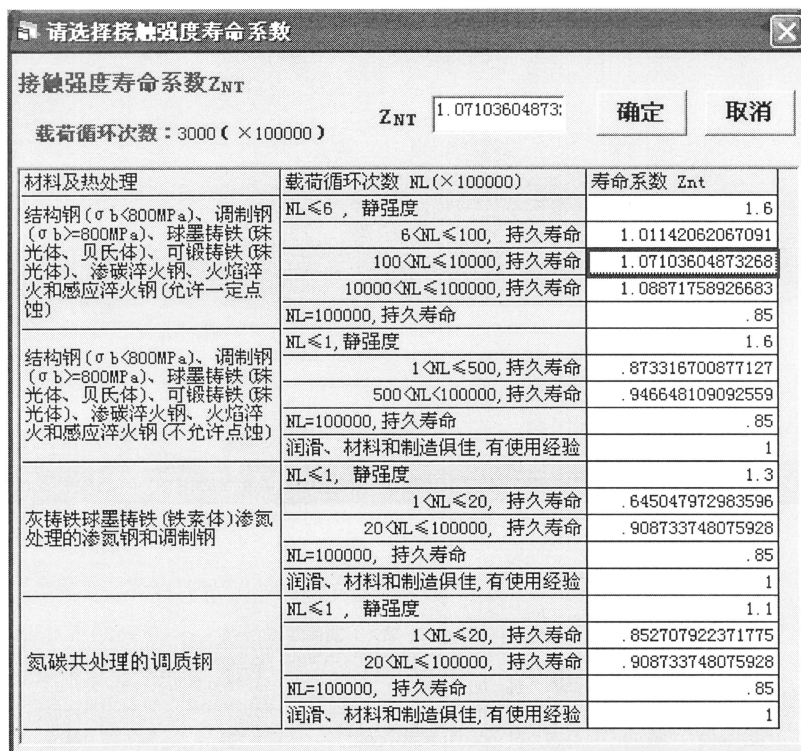 请选择接触强度寿命系数
接触强度寿命系数ZNT
载荷循环次数：3000（×100000）
ZNT 1.07103604873
确定 取消
材料及热处理 载荷循环次数 NL(×100000) 寿命系数 Znt
结构钢(σb<800MPa)、调制钢
(σb>=800MPa)、球墨铸铁(珠
光体、贝氏体)、可锻铸铁(珠
光体)、渗碳淬火钢、火焰淬
火和感应淬火钢(允许一定点
蚀)
NL≤6 , 静强度 1.6
6<NL≤100, 持久寿命 1.01142062067091
100<NL≤10000,持久寿命 1.07103604873268
10000<NL≤100000,持久寿命 1.08871758926683
NL=100000,持久寿命 .85
结构钢(σb<800MPa)、调制钢
(σb>=800MPa)、球墨铸铁(珠
光体、贝氏体)、可锻铸铁(珠
光体)、渗碳淬火钢、火焰淬
火和感应淬火钢(不允许点蚀)
NL≤1,静强度 1.6
1<NL≤500,持久寿命 .873316700877127
500<NL<100000,持久寿命 .946648109092559
NL=100000,持久寿命 .85
润滑、材料和制造俱佳,有使用经验 1
灰铸铁球墨铸铁(铁素体)渗氮
处理的渗氮钢和调制钢
NL≤1, 静强度 1.3
1<NL≤20, 持久寿命 .645047972983596
20<NL≤100000, 持久寿命 .908733748075928
NL=100000, 持久寿命 .85
润滑、材料和制造俱佳,有使用经验 1
氮碳共处理的调质钢
NL≤1 , 静强度 1.1
1<NL≤20, 持久寿命 .852707922371775
20<NL≤100000, 持久寿命 .908733748075928
NL=100000, 持久寿命 .85
润滑、材料和制造俱佳,有使用经验 1